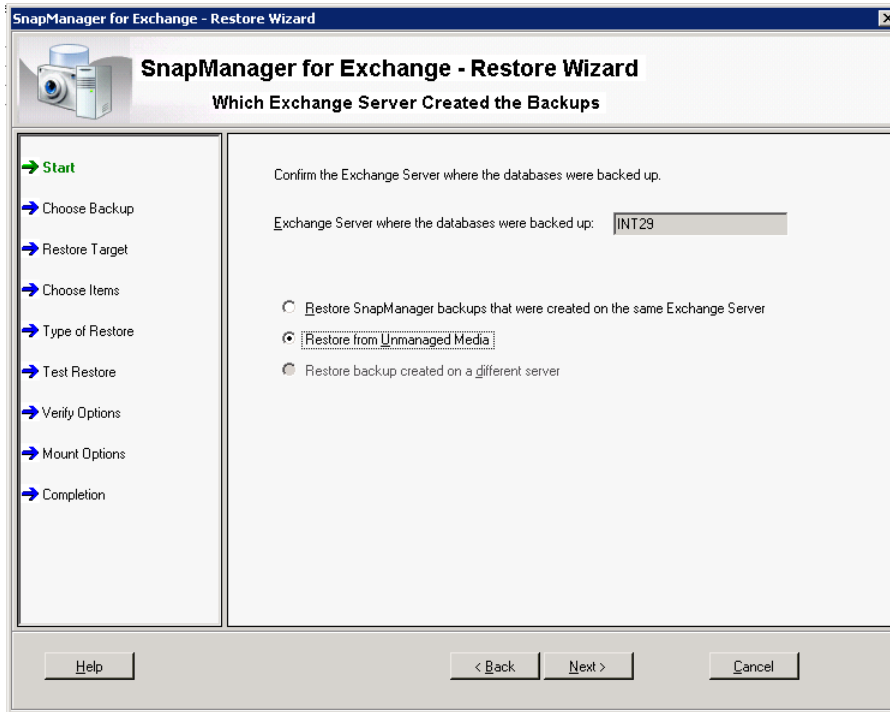 SnapManager for Exchange - Restore Wizard
SnapManager for Exchange - Restore Wizard
Which Exchange Server Created the Backups
Start
Choose Backup
Restore Target
Choose Items
Type of Restore
Test Restore
Verify Options
Mount Options
Completion
Confirm the Exchange Server where the databases were backed up.
Exchange Server where the databases were backed up: INT29
Restore SnapManager backups that were created on the same Exchange Server
Restore from Unmanaged Media
Restore backup created on a different server
Help < Back Next > Cancel